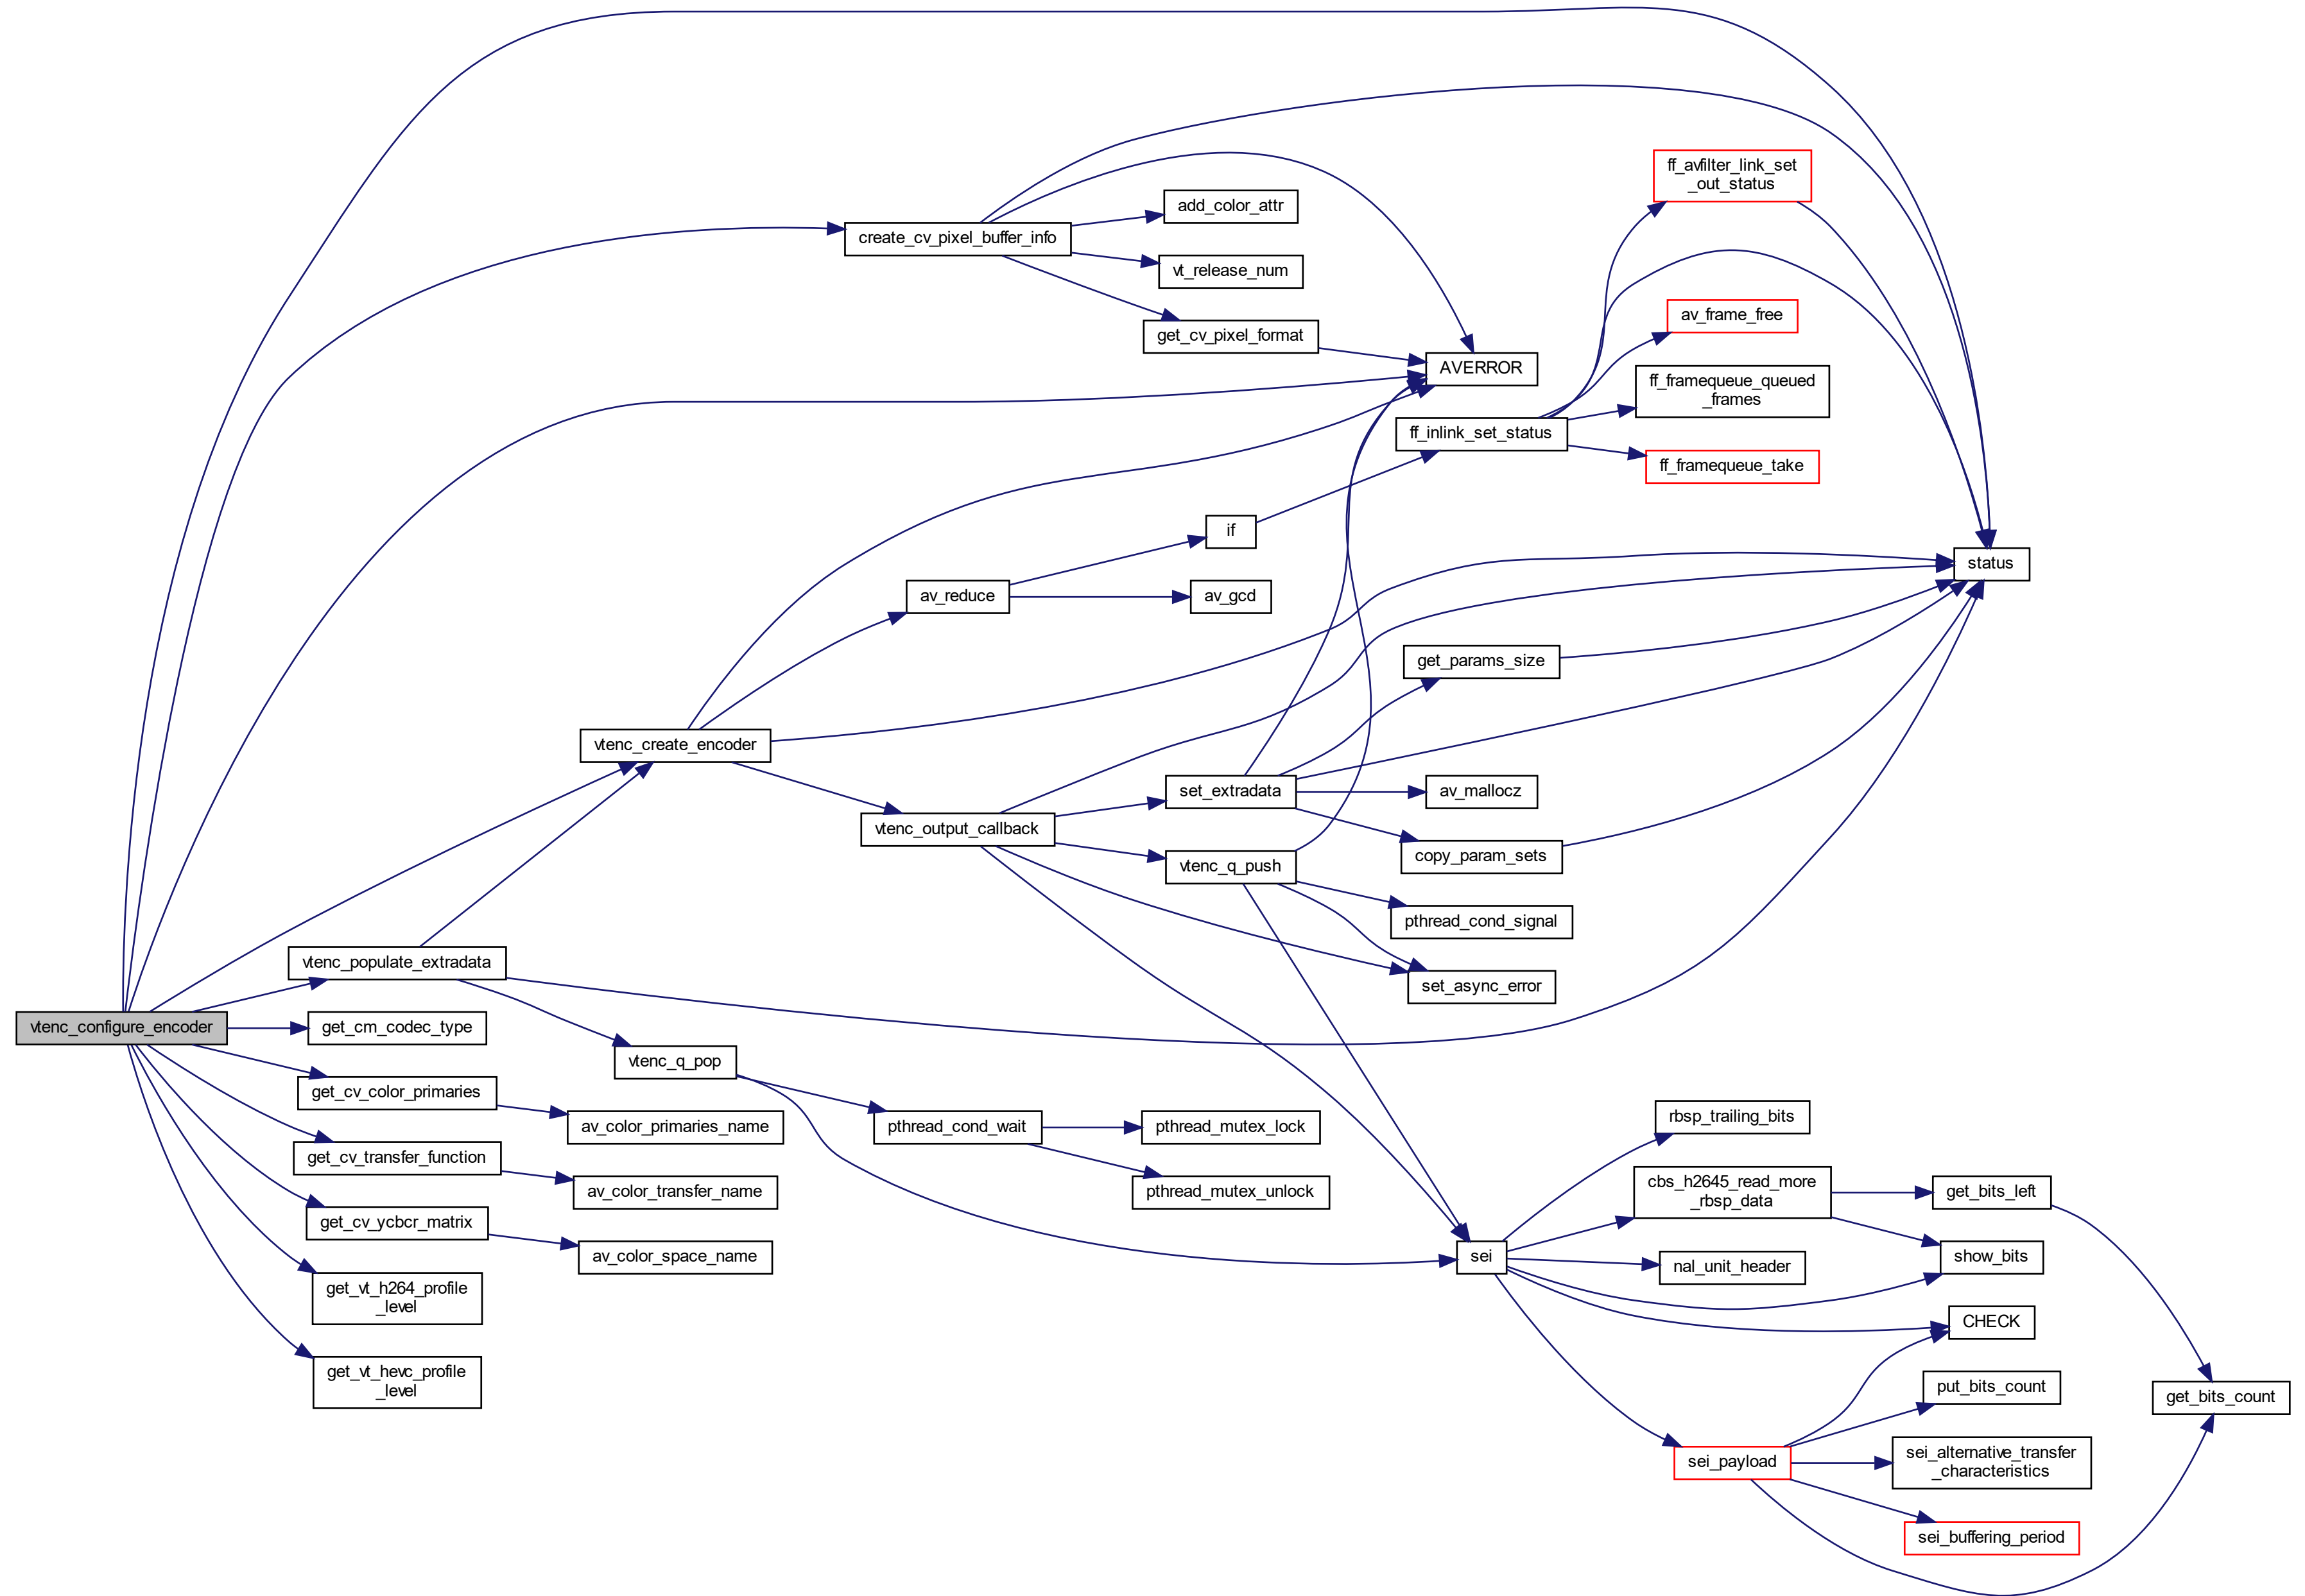 ff_avfilter_link_set
_out_status
add_color_attr
create_cv_pixel_buffer_info
vt_release_num
av_frame_free
get_cv_pixel_format
AVERROR
ff_framequeue_queued
_frames
ff_inlink_set_status
ff_framequeue_take
if
status
av_reduce
av_gcd
get_params_size
vtenc_create_encoder
set_extradata
av_mallocz
vtenc_output_callback
copy_param_sets
vtenc_q_push
pthread_cond_signal
vtenc_populate_extradata
set_async_error
vtenc_configure_encoder
get_cm_codec_type
vtenc_q_pop
get_cv_color_primaries
av_color_primaries_name
pthread_cond_wait
pthread_mutex_lock
rbsp_trailing_bits
get_cv_transfer_function
av_color_transfer_name
pthread_mutex_unlock
cbs_h2645_read_more
_rbsp_data
get_bits_left
get_cv_ycbcr_matrix
av_color_space_name
sei
nal_unit_header
show_bits
get_vt_h264_profile
_level
CHECK
get_vt_hevc_profile
_level
put_bits_count
get_bits_count
sei_payload
sei_alternative_transfer
_characteristics
sei_buffering_period